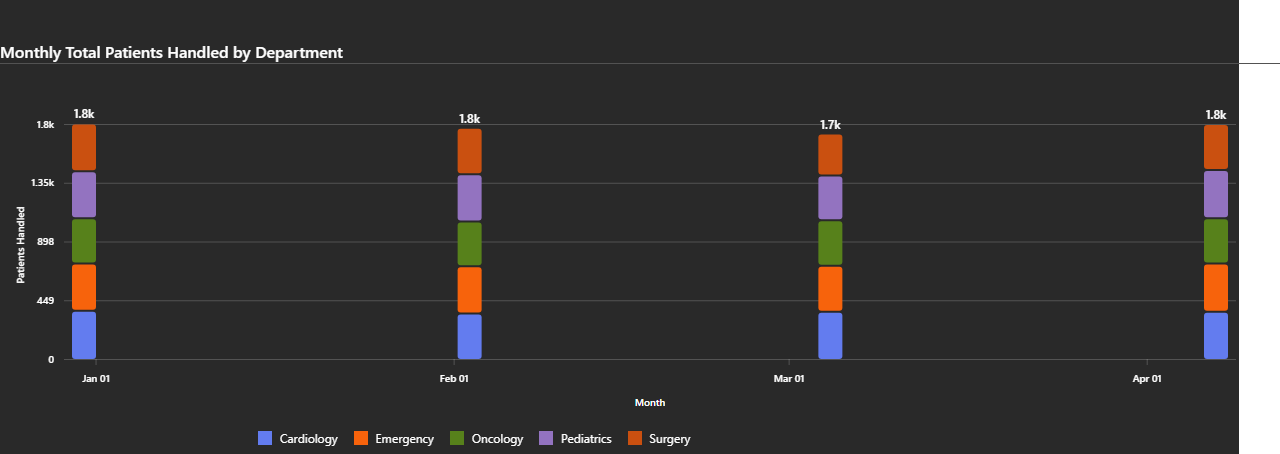 Monthly Total Patients Handled by Department
1.8k 1.8k 1.7k 1.8k
1.8k
1.35k
898
449
0
Patients Handled
Jan 01 Feb 01 Mar 01 Apr 01
Month
Cardiology Emergency Oncology Pediatrics Surgery